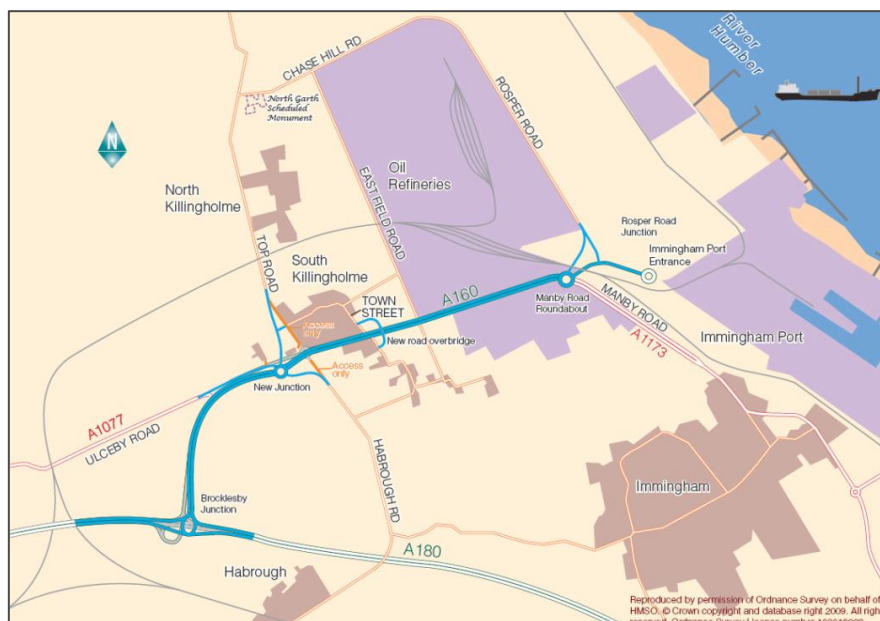 River
Humber
CHASE HILL RD
North Garth
Scheduled
Monument
ROSPER ROAD
N
Oil
Refineries
North
Killingholme
EAST FIELD ROAD
Rosper Road
Junction
Immingham Port
Entrance
TOP ROAD
South
Killingholme
A160
TOWN
STREET
Manby Road
Roundabout
MANBY ROAD
Access
only
New road overbridge
Immingham Port
A1173
Access
only
New Junction
A1077
ULCEBY ROAD
HABROUGH RD
Immingham
Brocklesby
Junction
A180
Habrough
Reproduced by permission of Ordnance Survey on behalf of
HMSO. © Crown copyright and database right 2009. All righ